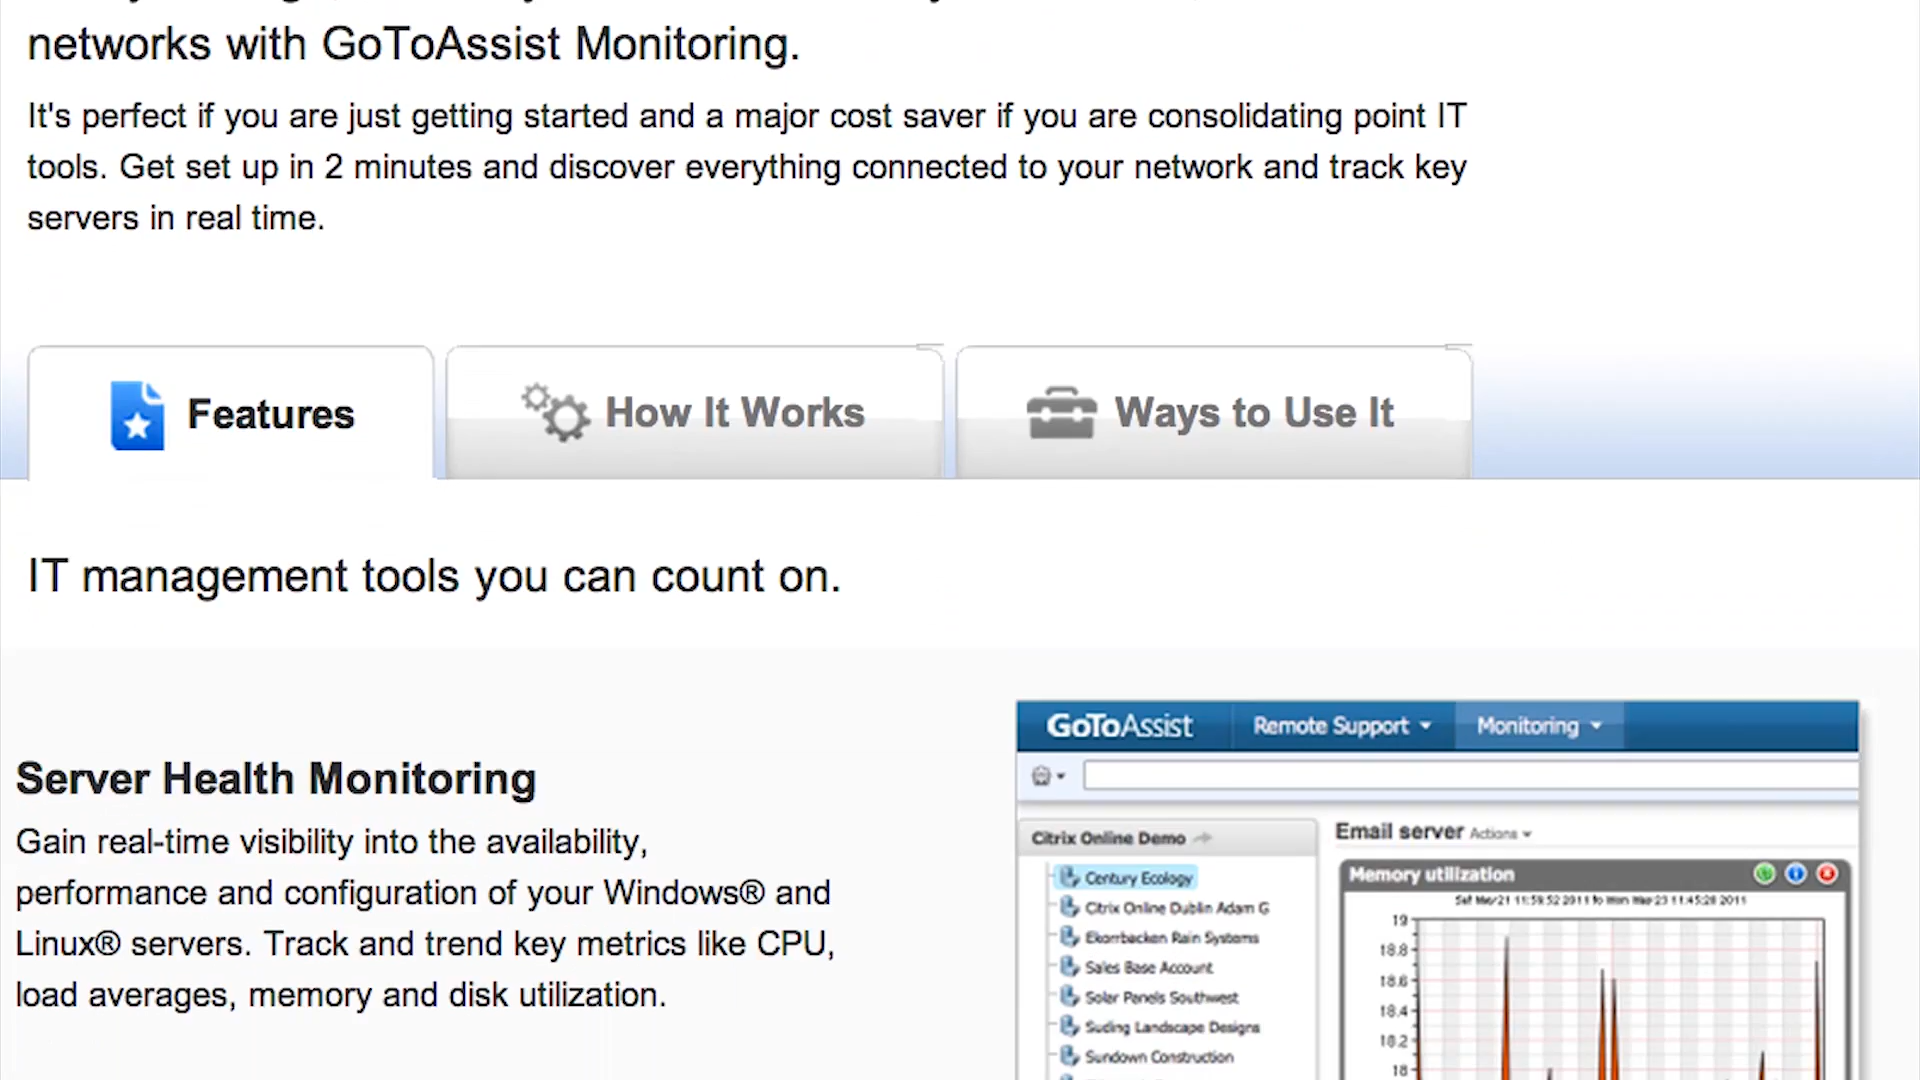 networks with GoToAssist Monitoring.
It's perfect if you are just getting started and a major cost saver if you are consolidating point IT
tools. Get set up in 2 minutes and discover everything connected to your network and track key
servers in real time.
Features
How It Works
Ways to Use It
IT management tools you can count on.
Server Health Monitoring
Gain real-time visibility into the availability,
performance and configuration of your Windows® and
Linux® servers. Track and trend key metrics like CPU,
load averages, memory and disk utilization.
GoToAssist
Remote Support
Monitoring
Citrix Online Demo
Century Ecology
Citrix Online Dublin Adam G
Ekorrbacken Rain Systems
Sales Base Account
Solar Panels Southwest
Suding Landscape Designs
Sundown Construction
Email server Actions
Memory utilization
19
18.8
18.6
18.4
18.2
18